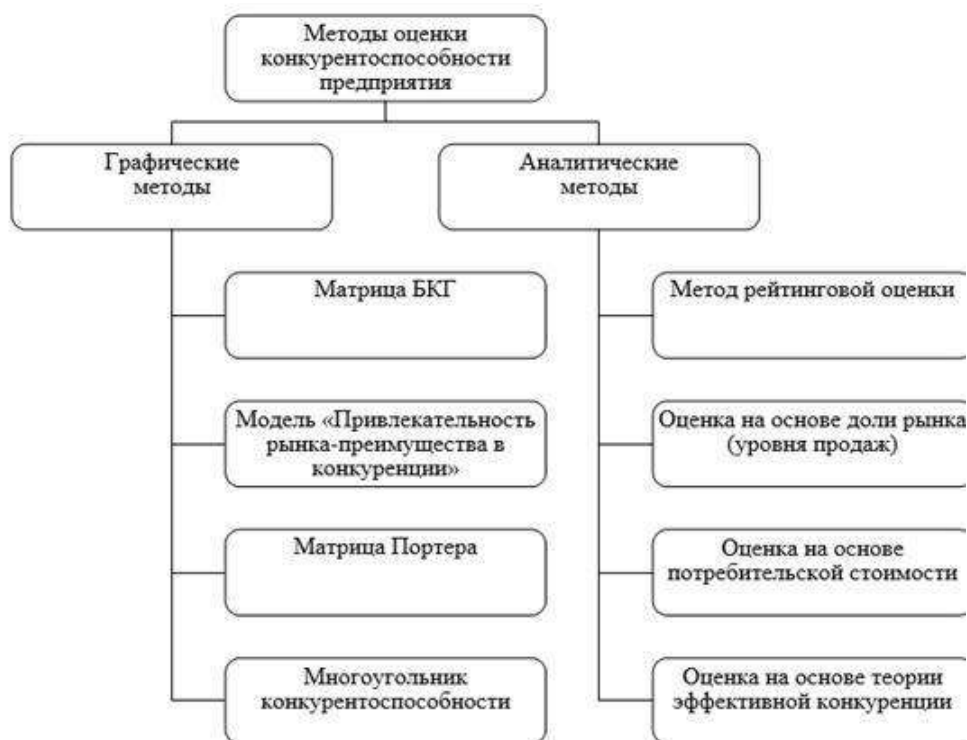 Методы оценки
конкурентоспособности
предприятия
Графические
методы
Аналитические
методы
Матрица БКГ
Метод рейтинговой оценки
Модель «Привлекательность
рынка-преимущества в
конкуренции»
Оценка на основе доли рынка
(уровня продаж)
Матрица Портера
Оценка на основе
потребительской стоимости
Многоугольник
конкурентоспособности
Оценка на основе теории
эффективной конкуренции